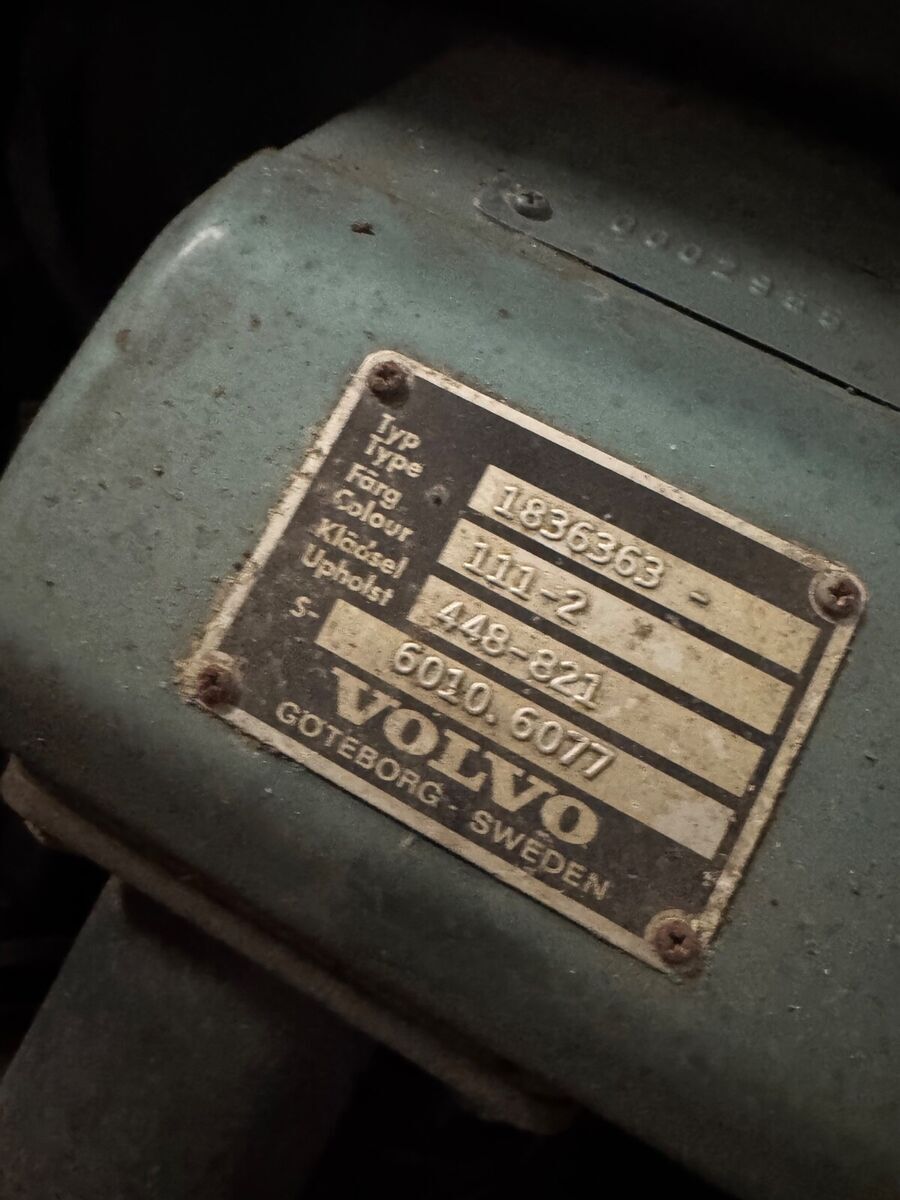 Typ
Type 1836363 -
Färg
Colour 111-2
Klädsel
Upholst 448-821
S- 6010.6077
VOLVO
GÖTEBORG - SWEDEN